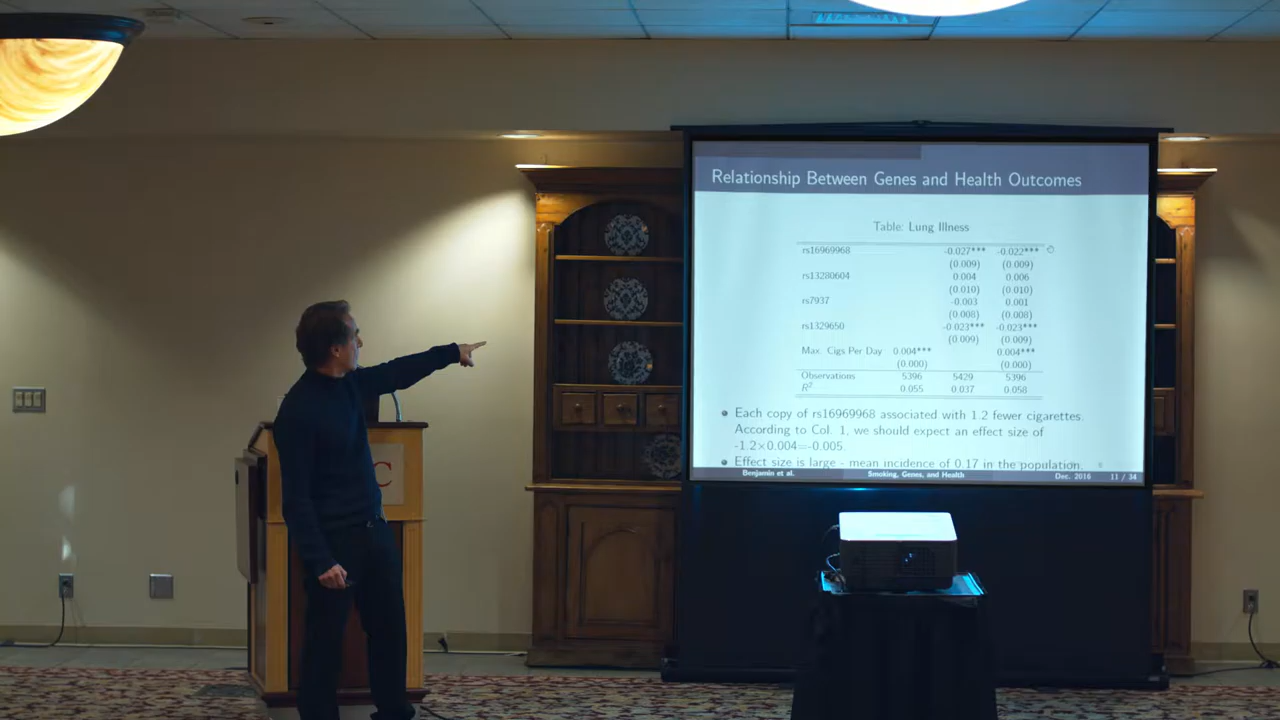 Relationship Between Genes and Health Outcomes
Table: Lung Illness
rs16969968 -0.027*** -0.022***
(0.009) (0.009)
rs13280604 0.004 0.006
(0.010) (0.010)
rs7937 -0.003 0.001
(0.008) (0.008)
rs1329650 -0.023*** -0.023***
(0.009) (0.009)
Max. Cigs Per Day 0.004*** 0.004***
(0.000) (0.000)
Observations 5396 5429 5396
R² 0.055 0.037 0.058
Each copy of rs16969968 associated with 1.2 fewer cigarettes.
According to Col. 1, we should expect an effect size of
-1.2×0.004=-0.005.
Effect size is large - mean incidence of 0.17 in the population.
Benjamin et al. Smoking, Genes, and Health Dec. 2016 11 / 34
C